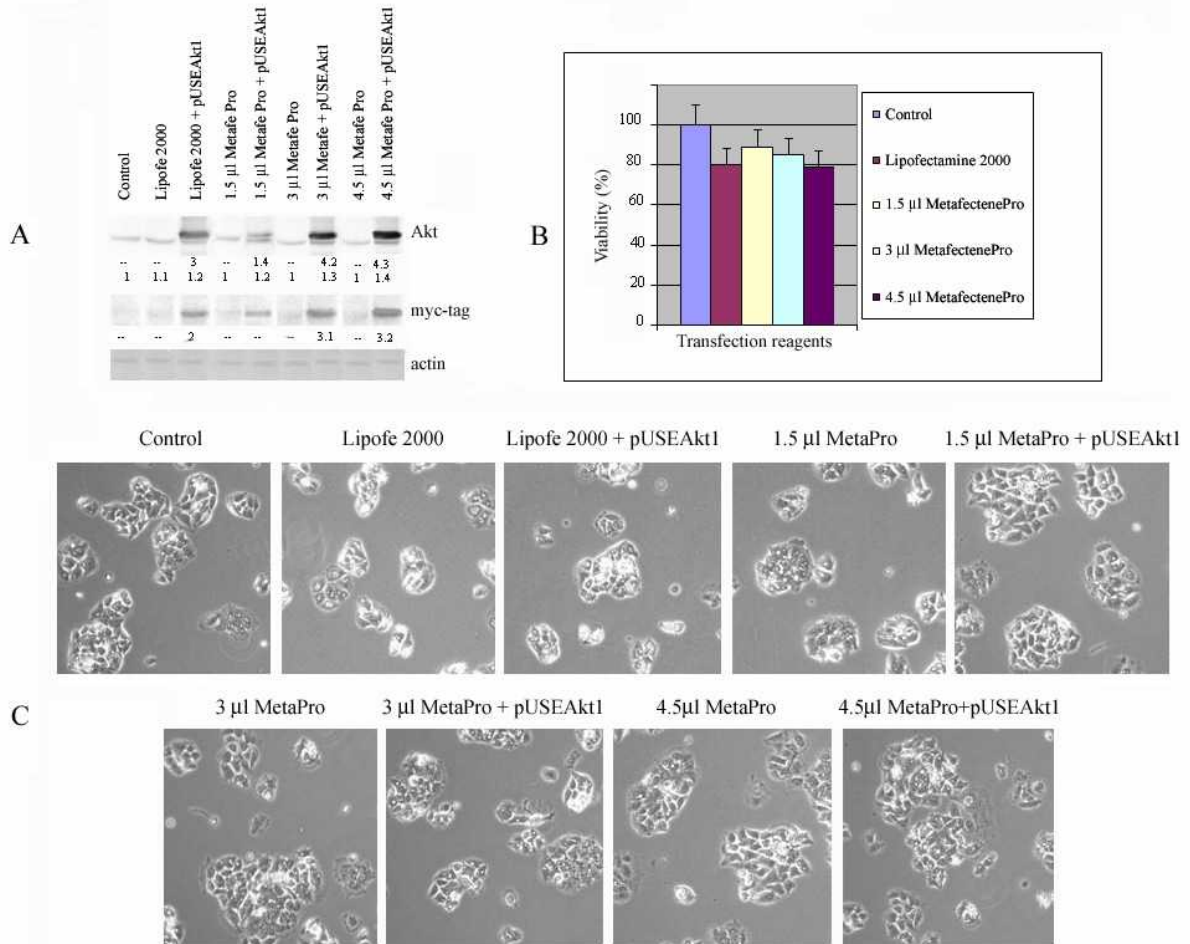 Control
Lipofe 2000
Lipofe 2000 + pUSEAkt1
1.5 µl Metafe Pro
1.5 µl Metafe Pro + pUSEAkt1
3 µl Metafe Pro
3 µl Metafe + pUSEAkt1
4.5 µl Metafe Pro
4.5 µl Metafe Pro + pUSEAkt1
A
Akt
-- -- 3 -- 1.4 -- 4.2 -- 4.3
1 1.1 1.2 1 1.2 1 1.3 1 1.4
myc-tag
-- -- 2 -- -- -- 3.1 -- 3.2
actin
B
Viability (%)
100
80
60
40
20
0
Transfection reagents
Control
Lipofectamine 2000
1.5 µl MetafectenePro
3 µl MetafectenePro
4.5 µl MetafectenePro
Control
Lipofe 2000
Lipofe 2000 + pUSEAkt1
1.5 µl MetaPro
1.5 µl MetaPro + pUSEAkt1
C
3 µl MetaPro
3 µl MetaPro + pUSEAkt1
4.5µl MetaPro
4.5µl MetaPro+pUSEAkt1